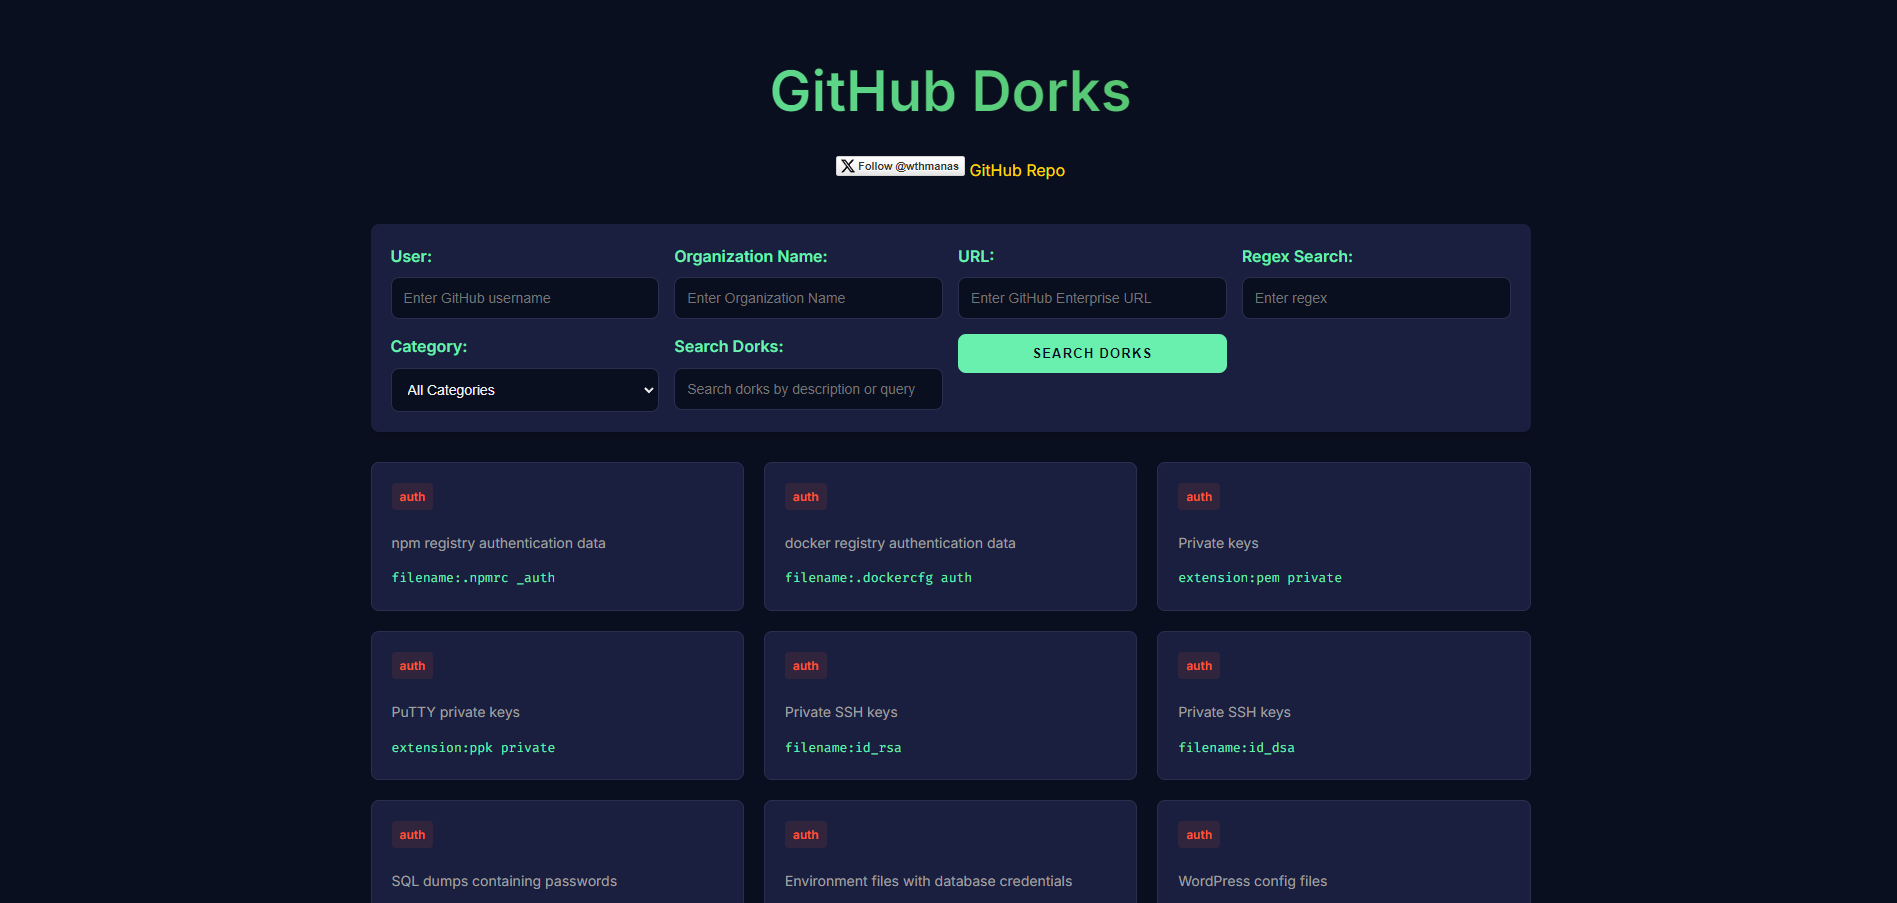 GitHub Dorks
Follow @wthmanas GitHub Repo
User: Organization Name: URL: Regex Search:
Enter GitHub username Enter Organization Name Enter GitHub Enterprise URL Enter regex
Category: Search Dorks: SEARCH DORKS
All Categories Search dorks by description or query
auth auth auth
npm registry authentication data docker registry authentication data Private keys
filename:.npmrc _auth filename:.dockercfg auth extension:pem private
auth auth auth
PuTTY private keys Private SSH keys Private SSH keys
extension:ppk private filename:id_rsa filename:id_dsa
auth auth auth
SQL dumps containing passwords Environment files with database credentials WordPress config files